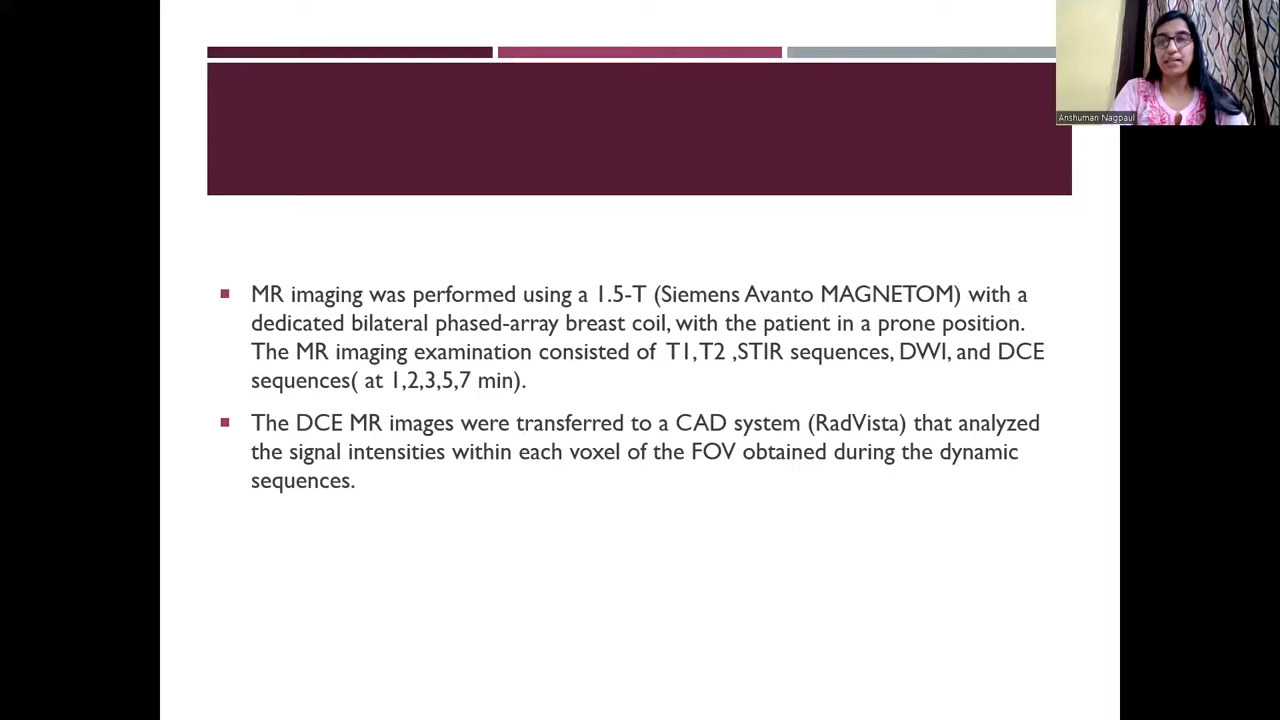 Anshuman Nagpaul
MR imaging was performed using a 1.5-T (Siemens Avanto MAGNETOM) with a
dedicated bilateral phased-array breast coil, with the patient in a prone position.
The MR imaging examination consisted of T1,T2 ,STIR sequences, DWI, and DCE
sequences( at 1,2,3,5,7 min).
The DCE MR images were transferred to a CAD system (RadVista) that analyzed
the signal intensities within each voxel of the FOV obtained during the dynamic
sequences.